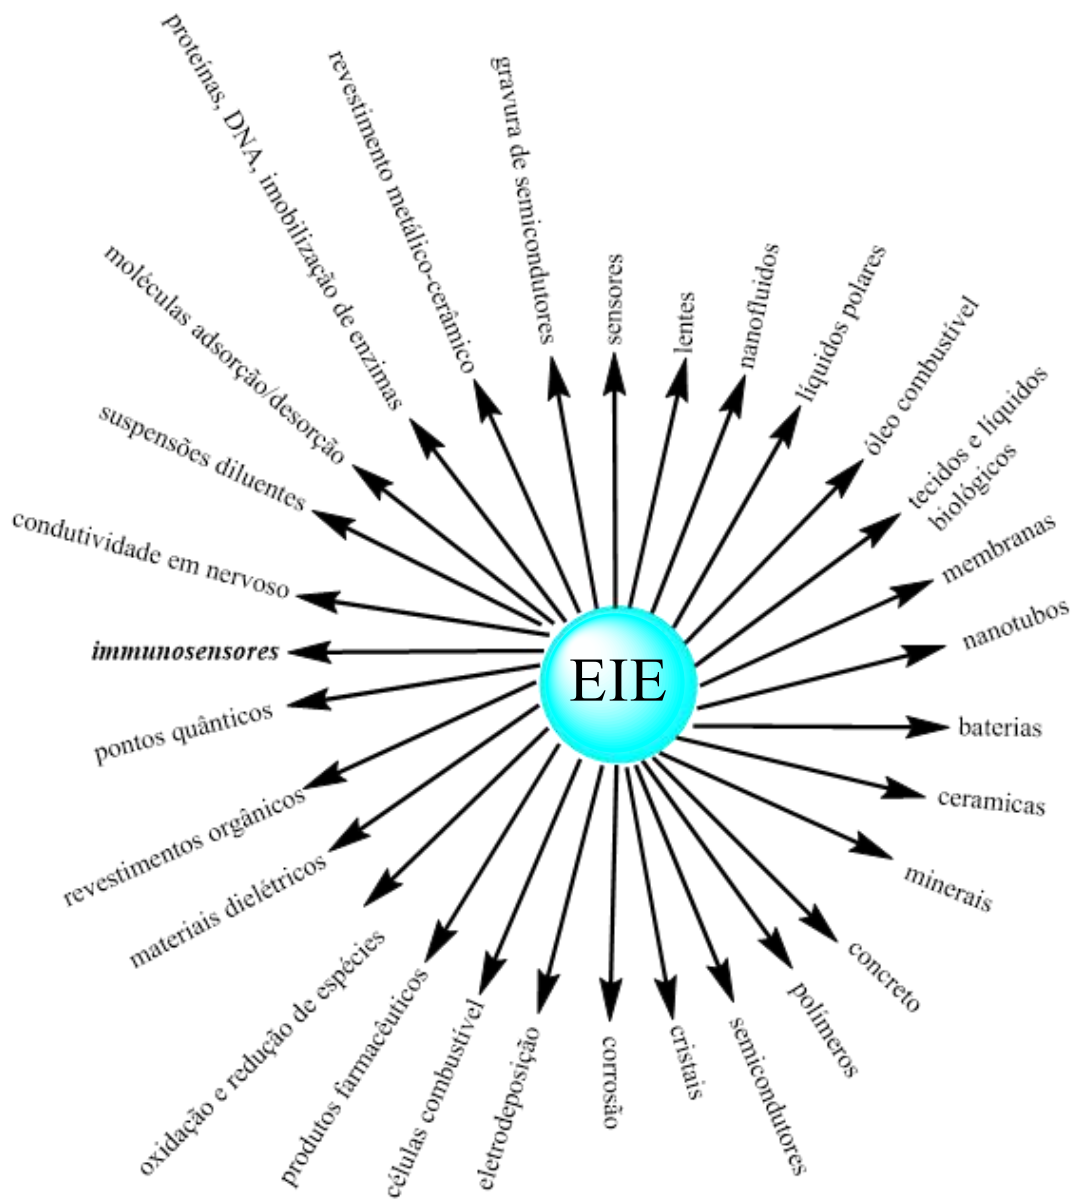 EIE
sensores
lentes
nanofluidos
líquidos polares
óleo combustível
tecidos e líquidos
biológicos
membranas
nanotubos
baterias
ceramicas
minerais
concreto
polímeros
semicondutores
cristais
corrosão
eletrodeposição
células combustível
produtos farmacêuticos
oxidação e redução de espécies
materiais dielétricos
revestimentos orgânicos
pontos quânticos
immunosensores
condutividade em nervoso
suspensões diluentes
moléculas adsorção/desorção
proteínas, DNA, imobilização de enzimas
revestimento metálico-cerâmico
gravura de semicondutores